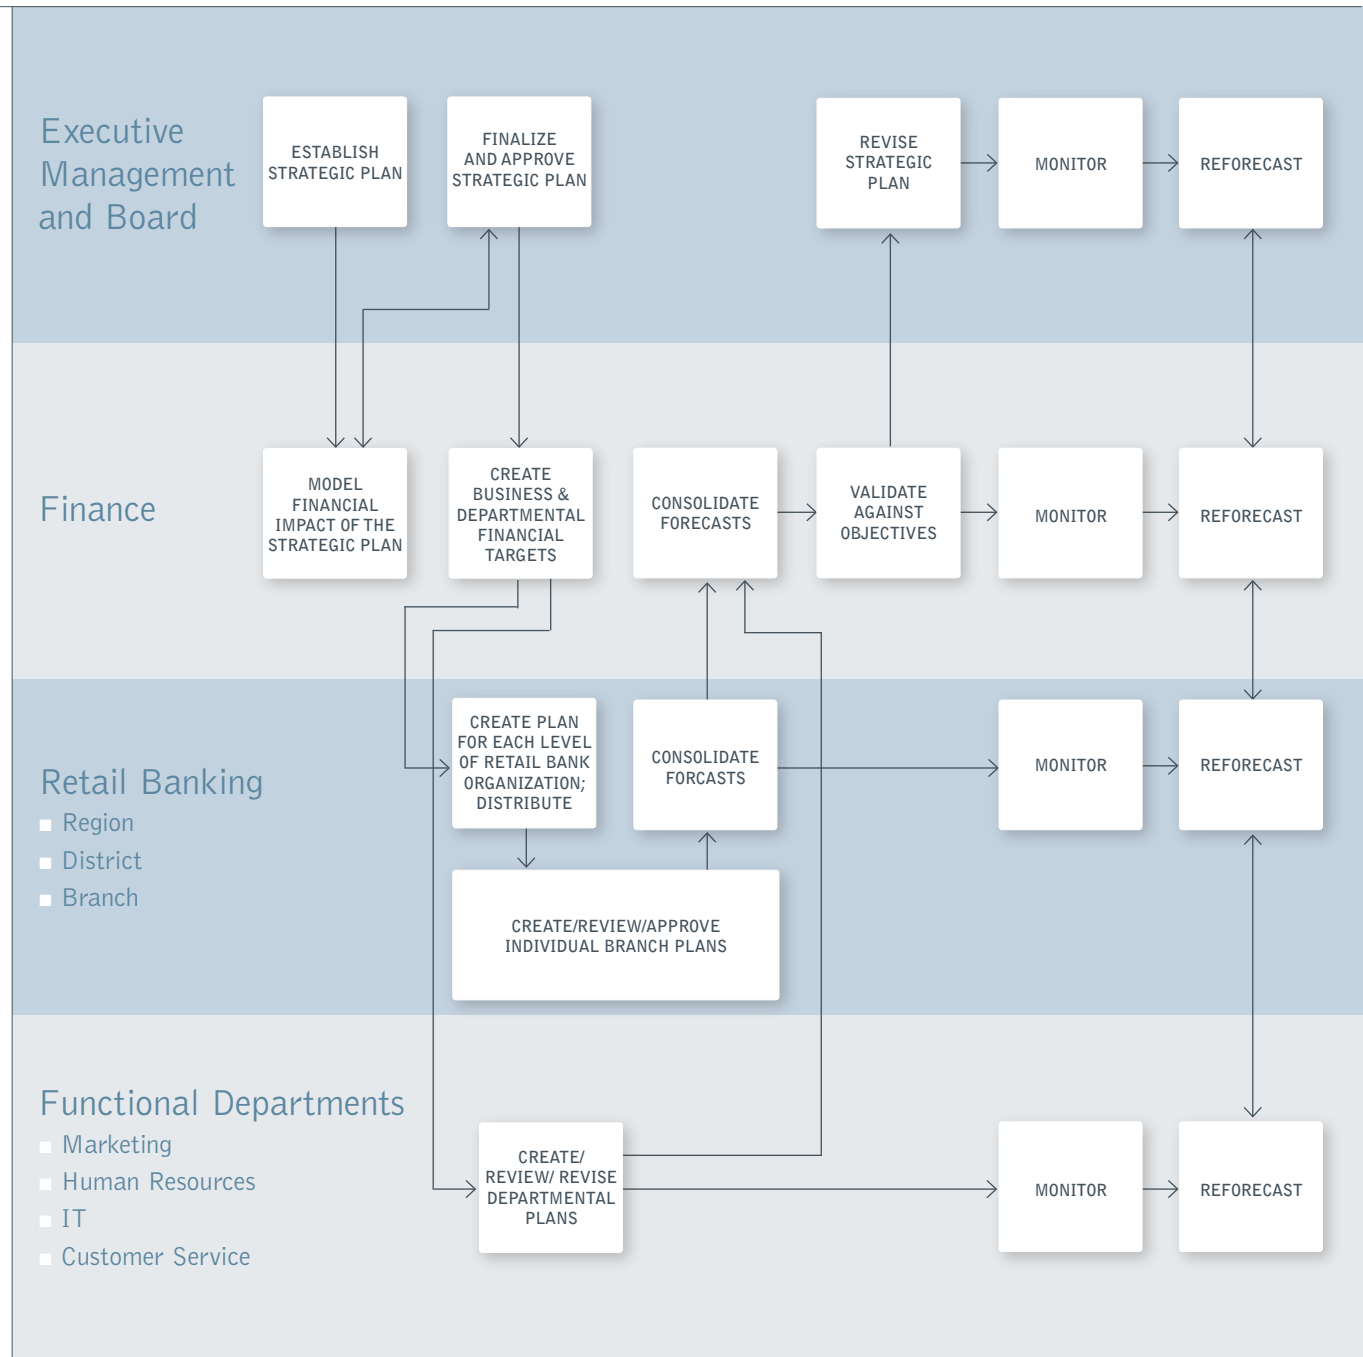 Executive
Management
and Board
ESTABLISH
STRATEGIC PLAN
FINALIZE
AND APPROVE
STRATEGIC PLAN
REVISE
STRATEGIC
PLAN
MONITOR
REFORECAST
Finance
MODEL
FINANCIAL
IMPACT OF THE
STRATEGIC PLAN
CREATE
BUSINESS &
DEPARTMENTAL
FINANCIAL
TARGETS
CONSOLIDATE
FORECASTS
VALIDATE
AGAINST
OBJECTIVES
MONITOR
REFORECAST
Retail Banking
Region
District
Branch
CREATE PLAN
FOR EACH LEVEL
OF RETAIL BANK
ORGANIZATION;
DISTRIBUTE
CONSOLIDATE
FORCASTS
MONITOR
REFORECAST
CREATE/REVIEW/APPROVE
INDIVIDUAL BRANCH PLANS
Functional Departments
Marketing
Human Resources
IT
Customer Service
CREATE/
REVIEW/ REVISE
DEPARTMENTAL
PLANS
MONITOR
REFORECAST